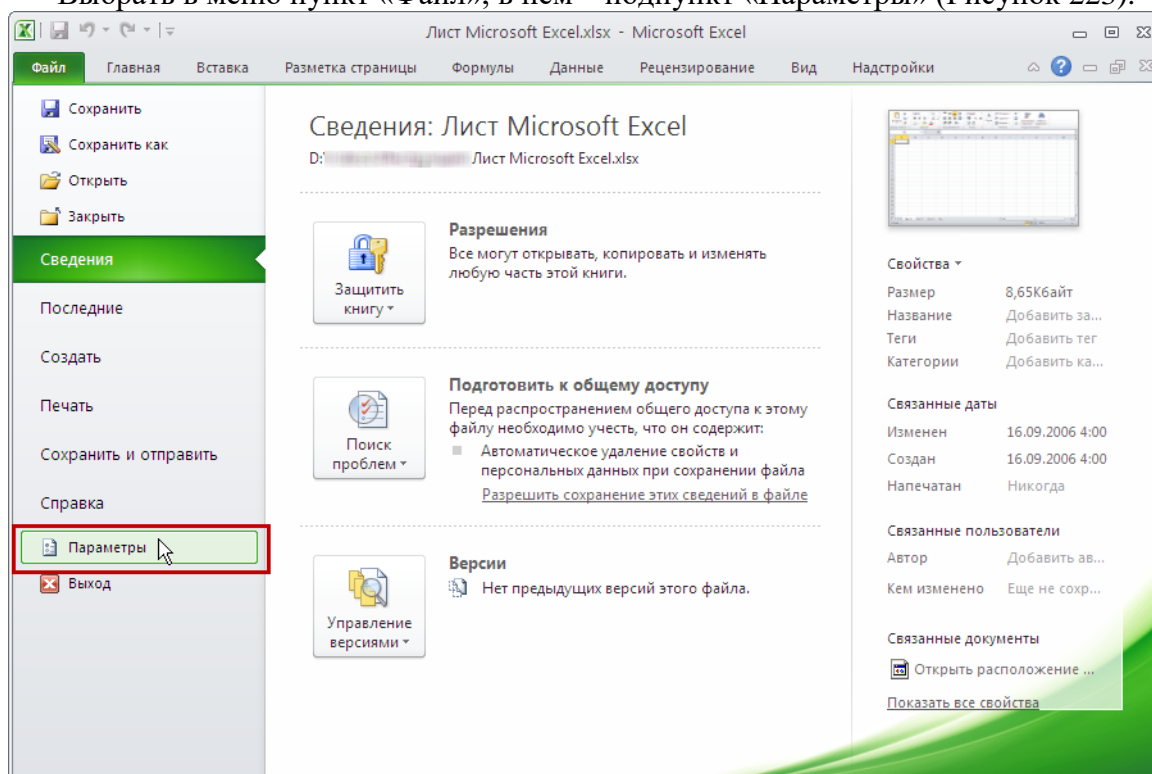 Выбрать в меню пункт «Файл», в нем – подпункт «Параметры» (Рисунок 223).
Лист Microsoft Excel.xlsx - Microsoft Excel
Файл Главная Вставка Разметка страницы Формулы Данные Рецензирование Вид Надстройки
Сохранить
Сохранить как
Открыть
Закрыть
Сведения
Последние
Создать
Печать
Сохранить и отправить
Справка
Параметры
Выход
Сведения: Лист Microsoft Excel
D:\ Лист Microsoft Excel.xlsx
Защитить
книгу
Разрешения
Все могут открывать, копировать и изменять
любую часть этой книги.
Поиск
проблем
Подготовить к общему доступу
Перед распространением общего доступа к этому
файлу необходимо учесть, что он содержит:
Автоматическое удаление свойств и
персональных данных при сохранении файла
Разрешить сохранение этих сведений в файле
Управление
версиями
Версии
Нет предыдущих версий этого файла.
Свойства
Размер 8,65Кбайт
Название Добавить за...
Теги Добавить тег
Категории Добавить ка...
Связанные даты
Изменен 16.09.2006 4:00
Создан 16.09.2006 4:00
Напечатан Никогда
Связанные пользователи
Автор Добавить ав...
Кем изменено Еще не сохр...
Связанные документы
Открыть расположение ...
Показать все свойства